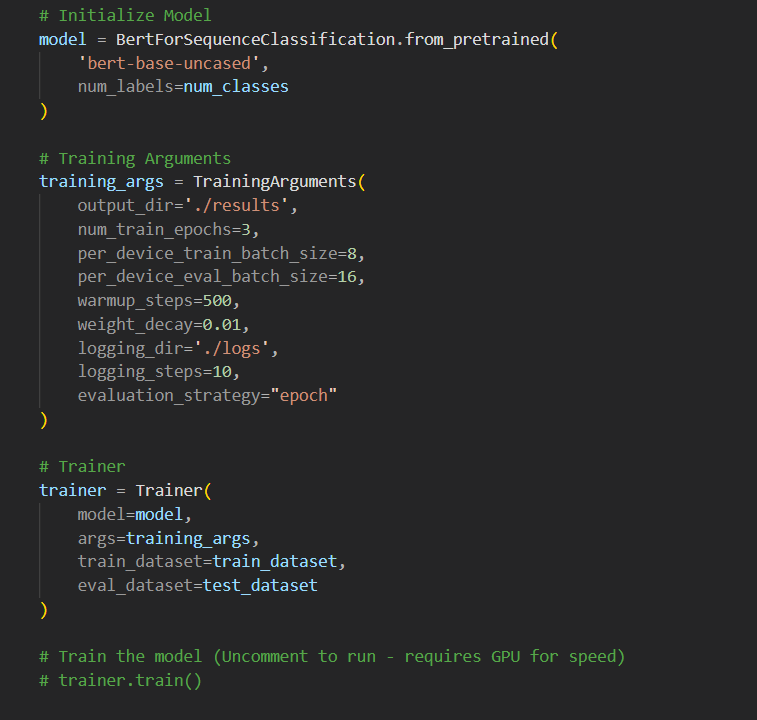 # Initialize Model
model = BertForSequenceClassification.from_pretrained(
    'bert-base-uncased',
    num_labels=num_classes
)

# Training Arguments
training_args = TrainingArguments(
    output_dir='./results',
    num_train_epochs=3,
    per_device_train_batch_size=8,
    per_device_eval_batch_size=16,
    warmup_steps=500,
    weight_decay=0.01,
    logging_dir='./logs',
    logging_steps=10,
    evaluation_strategy="epoch"
)

# Trainer
trainer = Trainer(
    model=model,
    args=training_args,
    train_dataset=train_dataset,
    eval_dataset=test_dataset
)

# Train the model (Uncomment to run - requires GPU for speed)
# trainer.train()